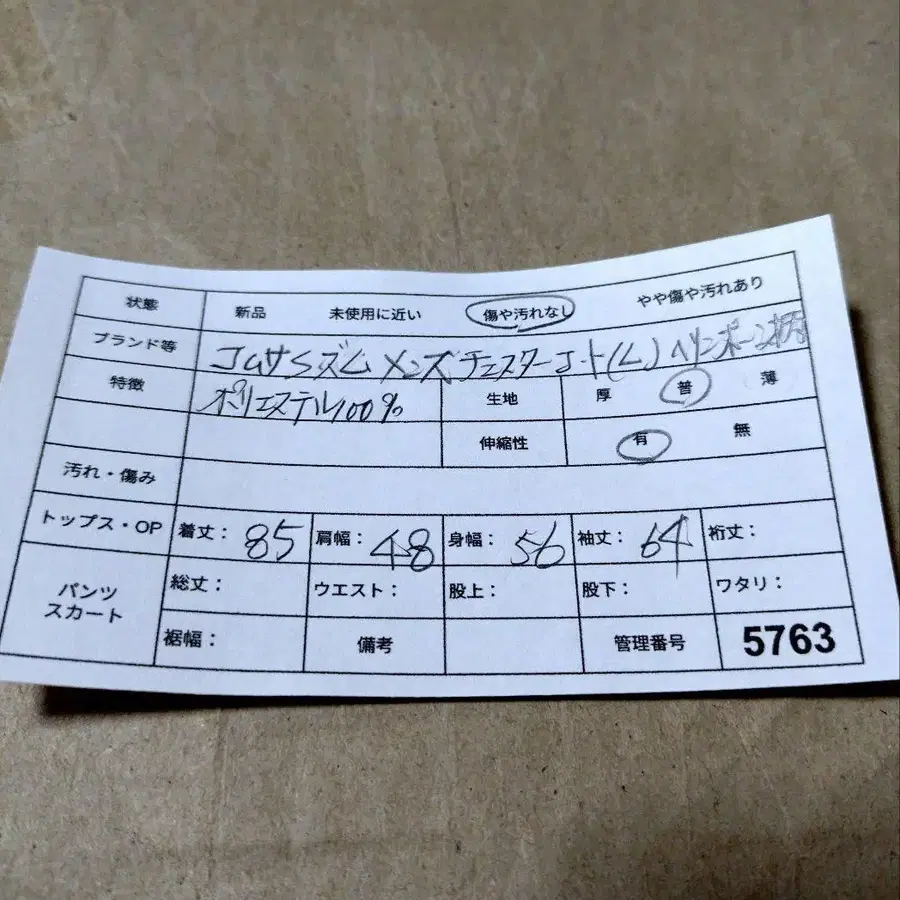 状態 新品 未使用に近い 傷や汚れなし やや傷や汚れあり
ブランド等 コムサイズム メンズチェスターコート(L) ヘリンボーン柄
特徴 ポリエステル100% 生地 厚 普 薄
伸縮性 有 無
汚れ・傷み
トップス・OP 着丈: 85 肩幅: 48 身幅: 56 袖丈: 64 裄丈:
パンツ スカート 総丈: ウエスト: 股上: 股下: ワタリ:
裾幅: 備考 管理番号 5763